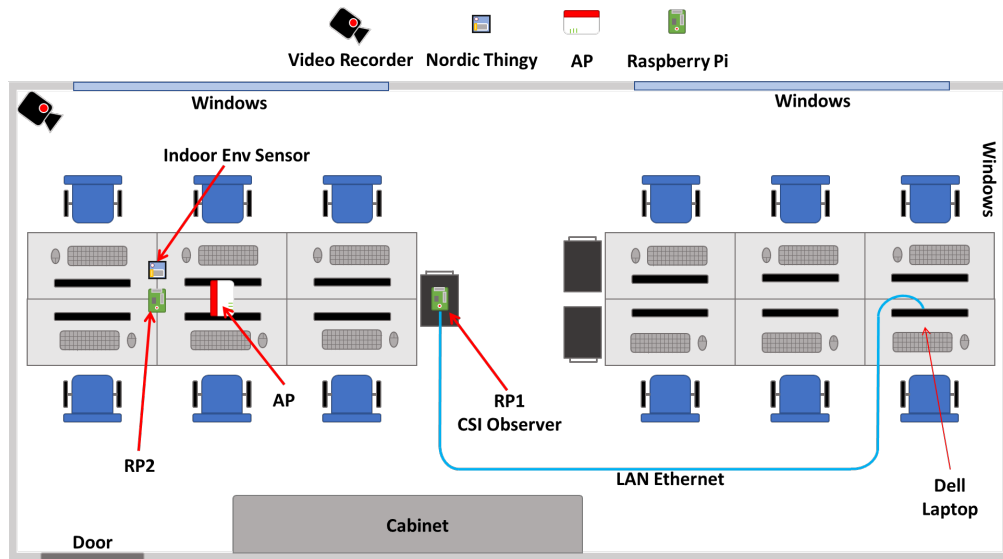 Video Recorder
Nordic Thingy
AP
Raspberry Pi
Windows
Windows
Windows
Indoor Env Sensor
AP
RP1
CSI Observer
RP2
LAN Ethernet
Dell
Laptop
Cabinet
Door